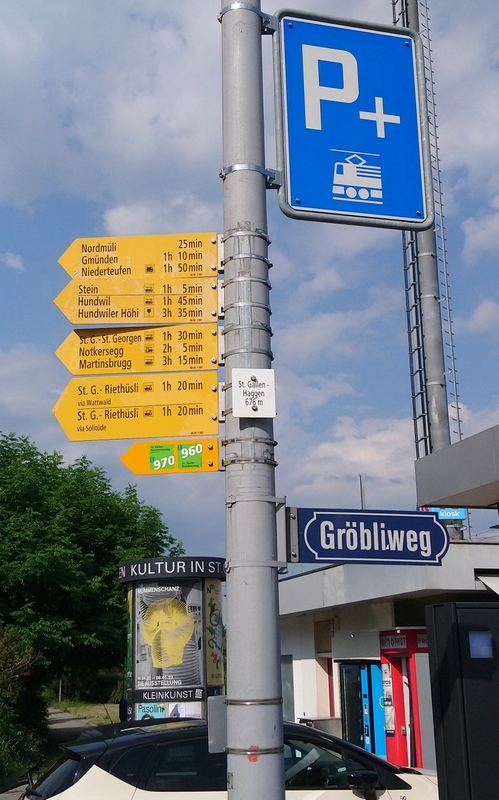 P+
Nordmüli 25min
Gmünden 1h 10min
Niederteufen 1h 50min
Stein 1h 5min
Hundwil 1h 45min
Hundwiler Höhi 3h 35min
St. G.-St. Georgen 1h 30min
Notkersegg 2h 5min
Martinsbrugg 3h 15min
St. G.- Riethüsli 1h 20min
via Wattwald
St. G.- Riethüsli 1h 20min
via Solitüde
St. Gallen-
Haggen
676 m
970 960
kiosk
Gröbliweg
N KULTUR IN ST.
AUSSTELLUNG
KLEINKUNST
Pasolini